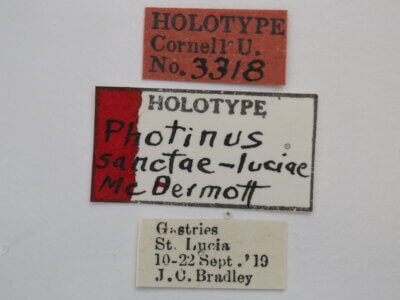 HOLOTYPE
Cornell U.
No. 3318
HOLOTYPE
Photinus
sanctae-luciae
McDermott
Gastries
St. Lucia
10-22 Sept.'19
J.C. Bradley